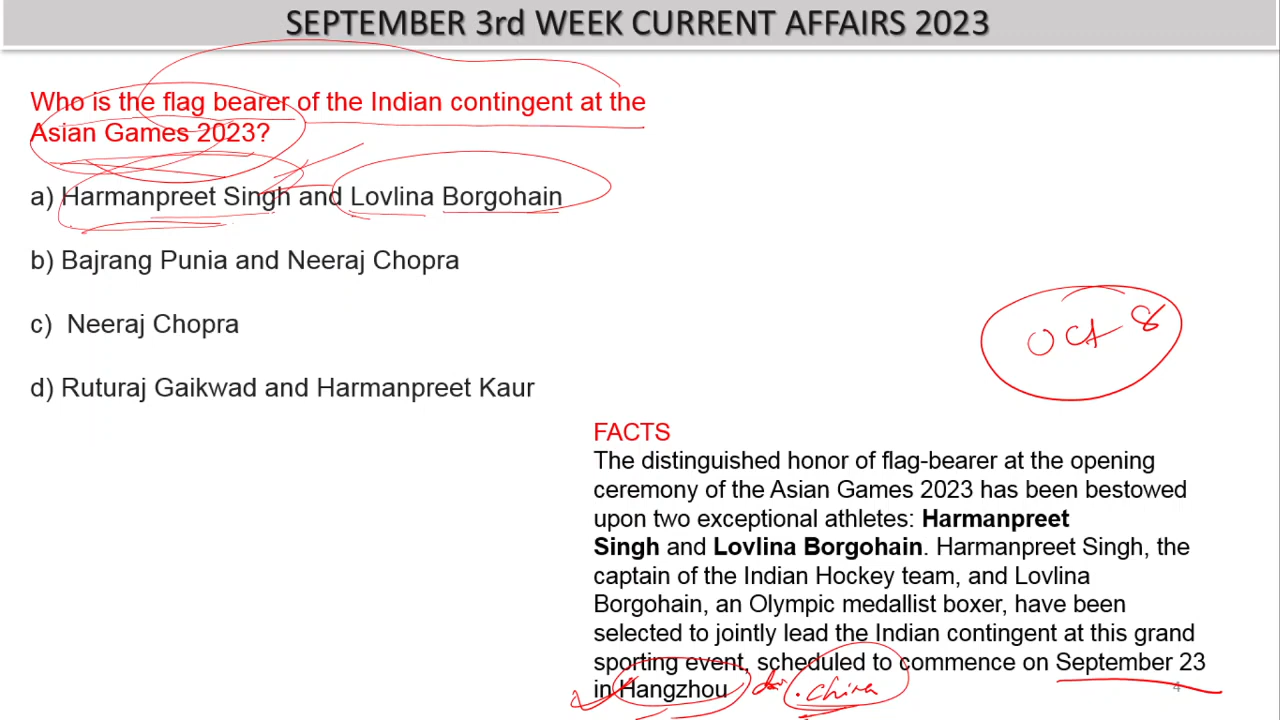 SEPTEMBER 3rd WEEK CURRENT AFFAIRS 2023
Who is the flag bearer of the Indian contingent at the
Asian Games 2023?
a) Harmanpreet Singh and Lovlina Borgohain
b) Bajrang Punia and Neeraj Chopra
c) Neeraj Chopra
d) Ruturaj Gaikwad and Harmanpreet Kaur
Oct 8
FACTS
The distinguished honor of flag-bearer at the opening
ceremony of the Asian Games 2023 has been bestowed
upon two exceptional athletes: Harmanpreet
Singh and Lovlina Borgohain. Harmanpreet Singh, the
captain of the Indian Hockey team, and Lovlina
Borgohain, an Olympic medallist boxer, have been
selected to jointly lead the Indian contingent at this grand
sporting event, scheduled to commence on September 23
in Hangzhou china
4